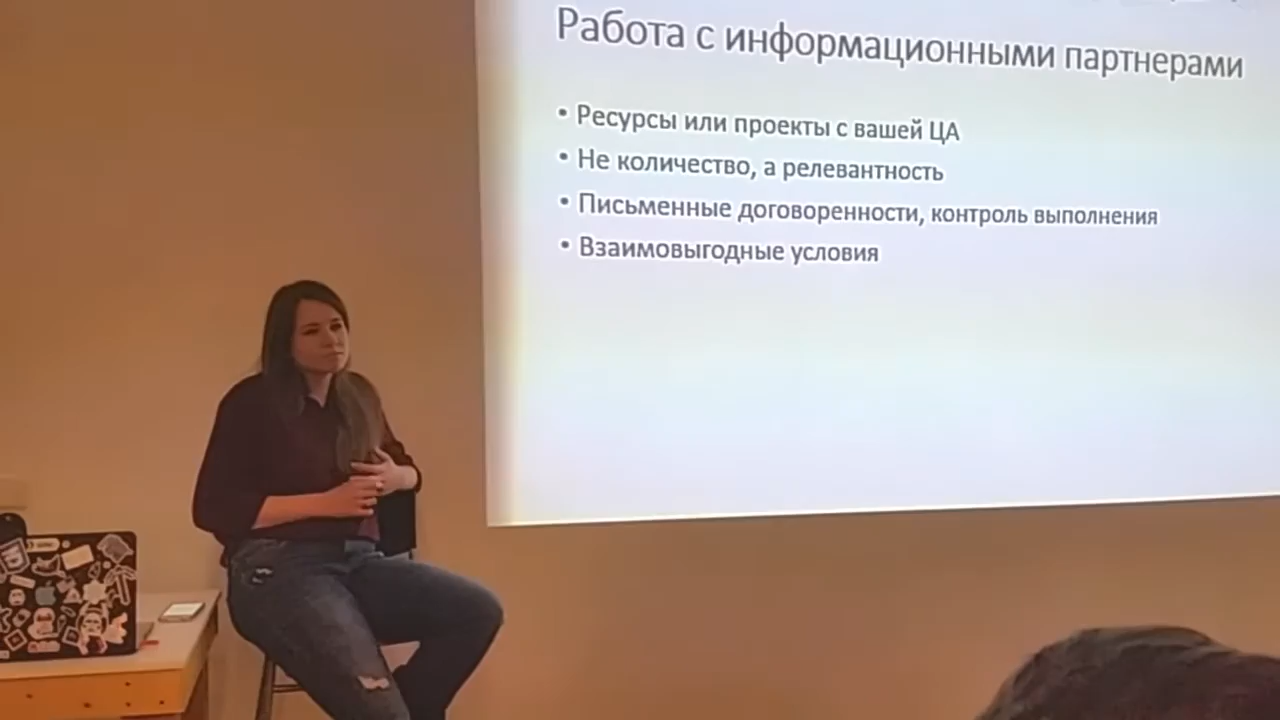 Работа с информационными партнерами
• Ресурсы или проекты с вашей ЦА
• Не количество, а релевантность
• Письменные договоренности, контроль выполнения
• Взаимовыгодные условия